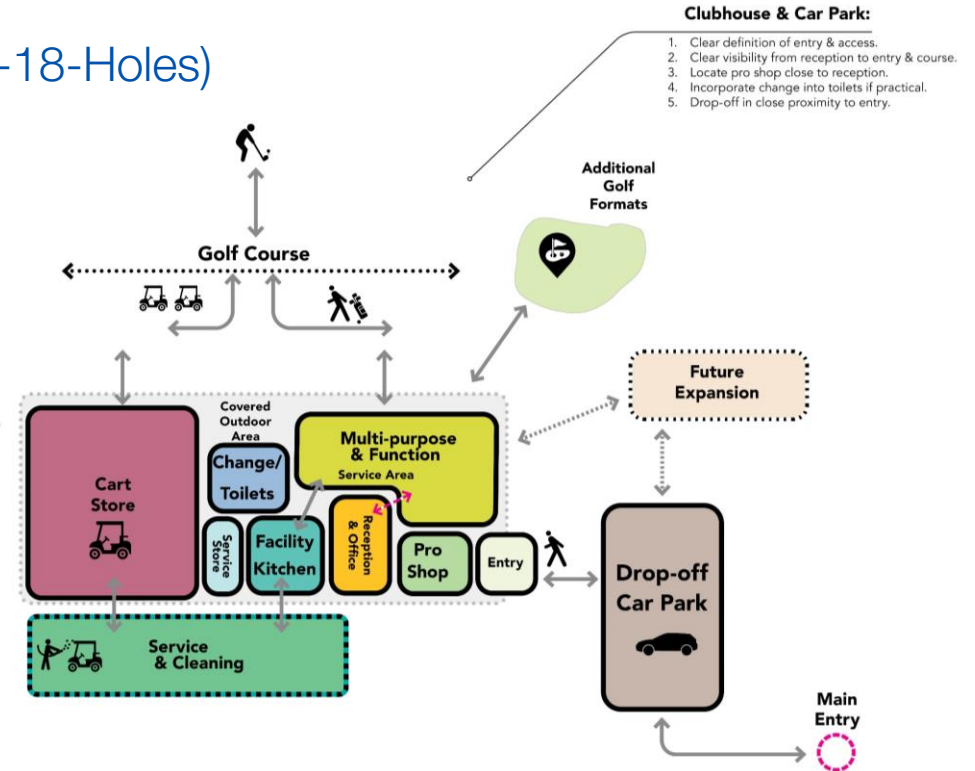 -18-Holes)
Clubhouse & Car Park:
1. Clear definition of entry & access.
2. Clear visibility from reception to entry & course.
3. Locate pro shop close to reception.
4. Incorporate change into toilets if practical.
5. Drop-off in close proximity to entry.
Additional
Golf
Formats
Golf Course
Future
Expansion
Covered
Outdoor
Area
Multi-purpose
& Function
Service Area
Change/
Toilets
Cart
Store
Service
Store
Facility
Kitchen
Reception
& Office
Pro
Shop
Entry
Drop-off
Car Park
Service
& Cleaning
Main
Entry